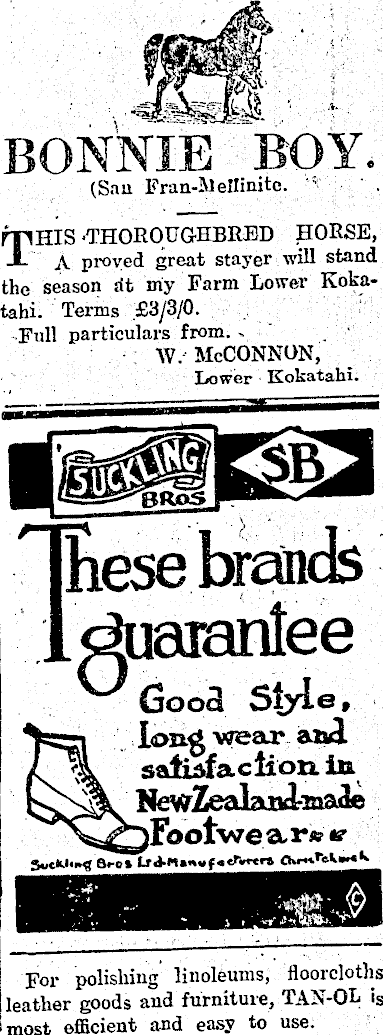 BONNIE BOY.
(San Fran-Mellinite.
THIS THOROUGHBRED HORSE,
A proved great stayer will stand
the season at my Farm Lower Koka-
tahi. Terms £3/3/0.
Full particulars from.
W. McCONNON,
Lower Kokatahi.
SUCKLING
BROS
SB
These brands
guarantee
Good Style,
long wear and
satisfaction in
New Zealand-made
Footwear
Suckling Bros Ltd-Manufacturers Christchurch
C
For polishing linoleums, floorcloths
leather goods and furniture, TAN-OL is
most efficient and easy to use.